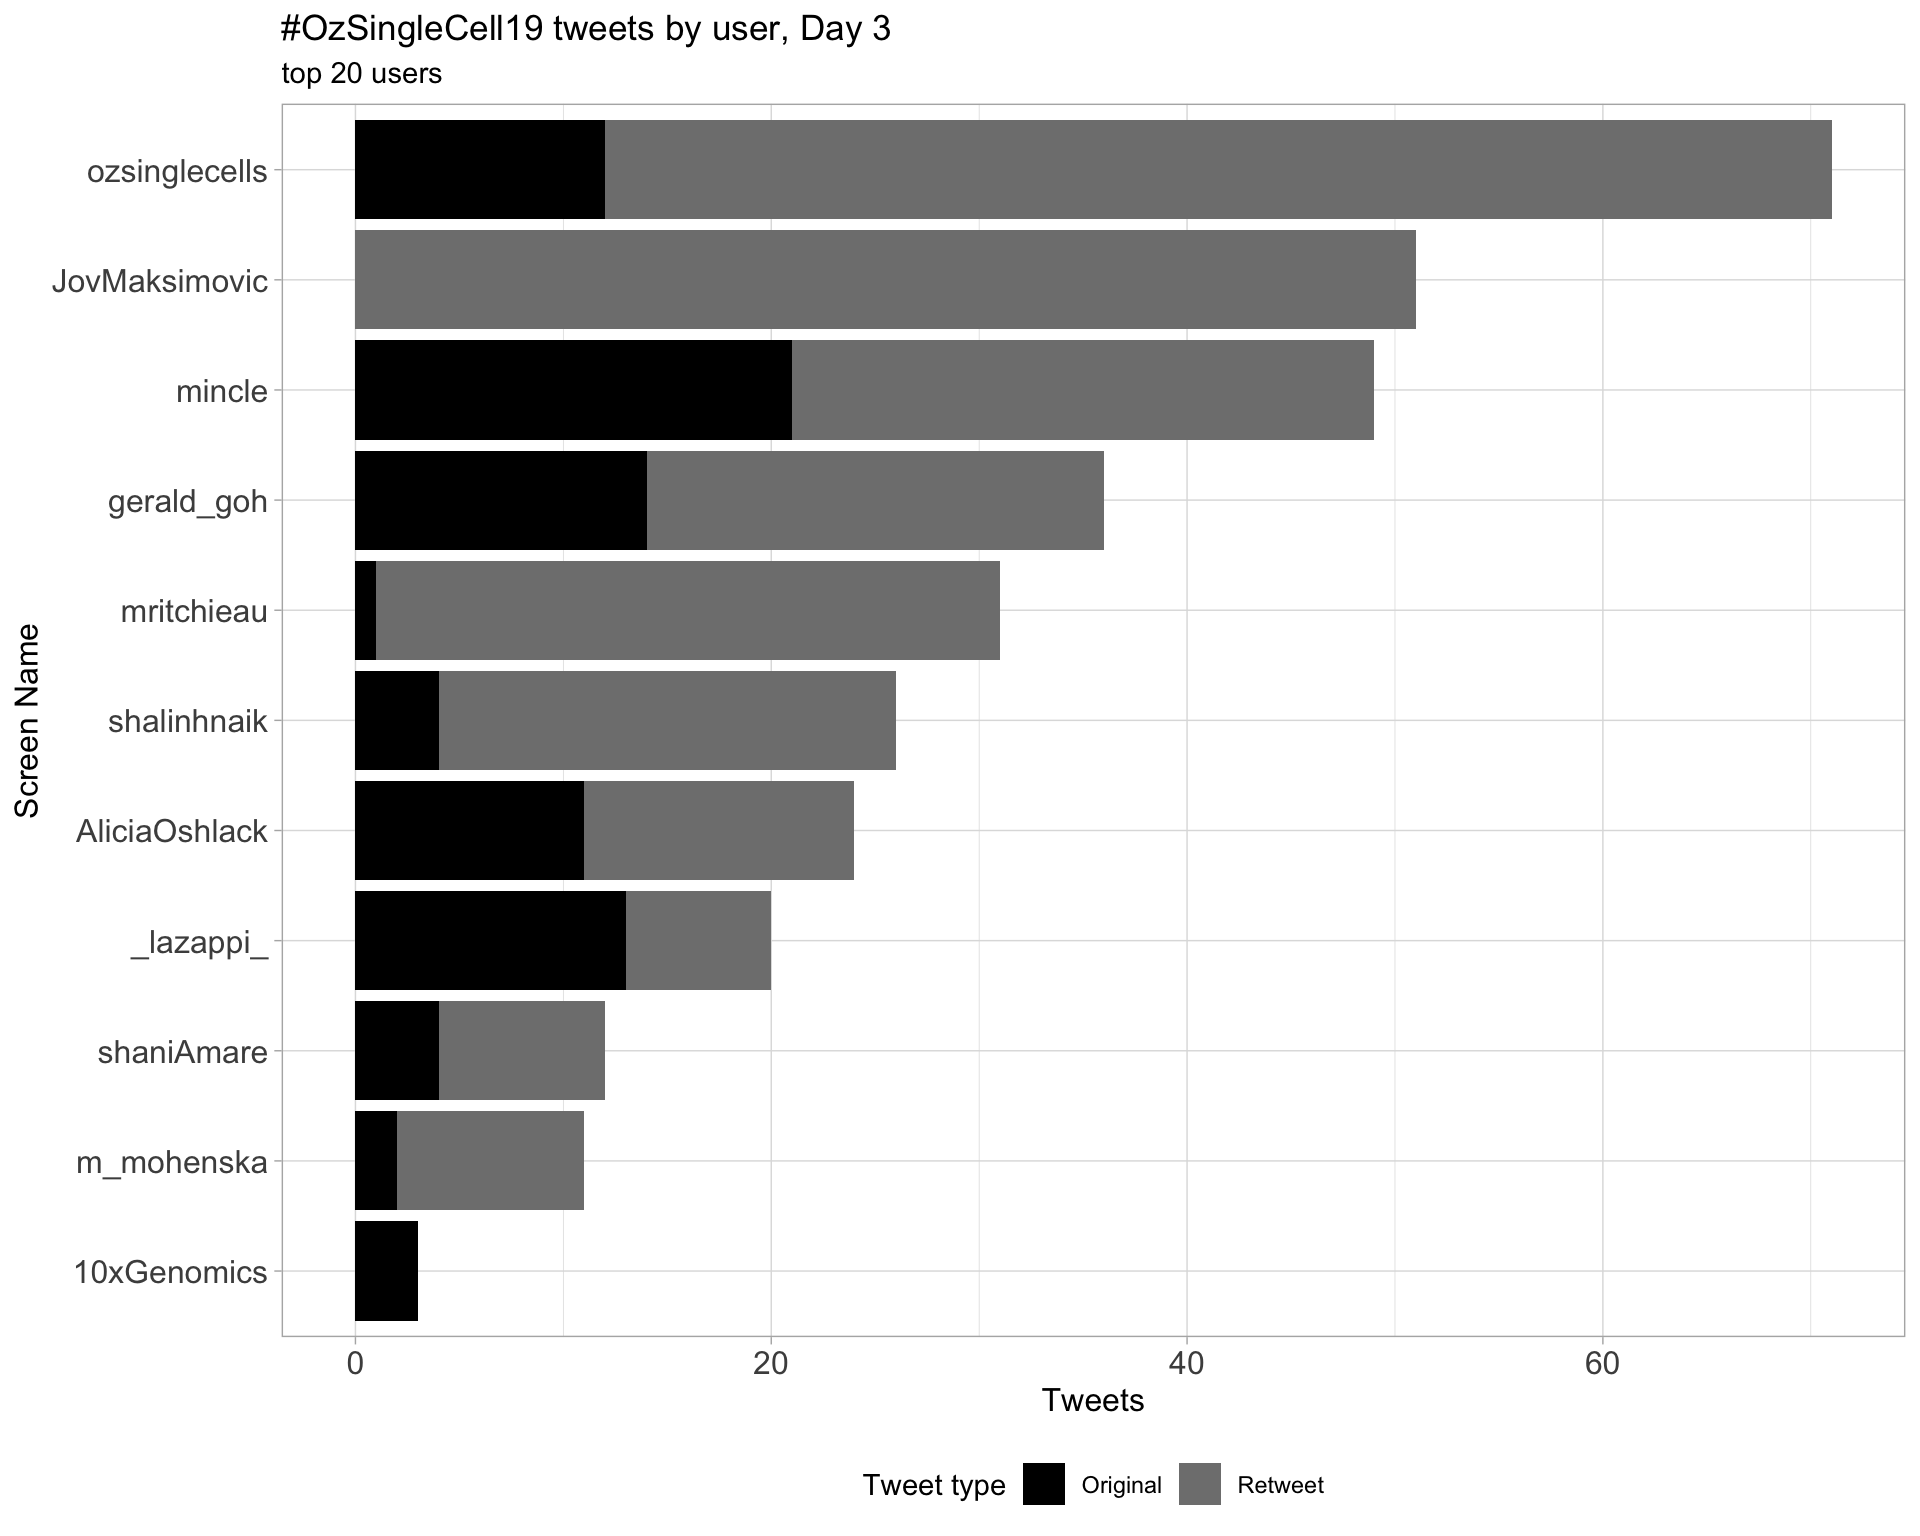 #OzSingleCell19 tweets by user, Day 3
top 20 users
Screen Name
ozsinglecells
JovMaksimovic
mincle
gerald_goh
mritchieau
shalinhnaik
AliciaOshlack
_lazappi_
shaniAmare
m_mohenska
10xGenomics
0 20 40 60
Tweets
Tweet type Original Retweet